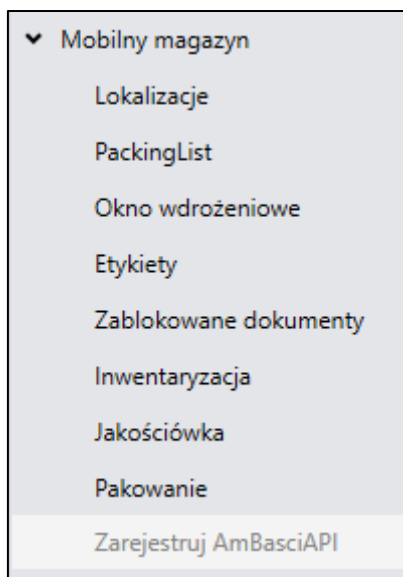 Mobilny magazyn
Lokalizacje
PackingList
Okno wdrożeniowe
Etykiety
Zablokowane dokumenty
Inwentaryzacja
Jakościówka
Pakowanie
Zarejestruj AmBasciAPI